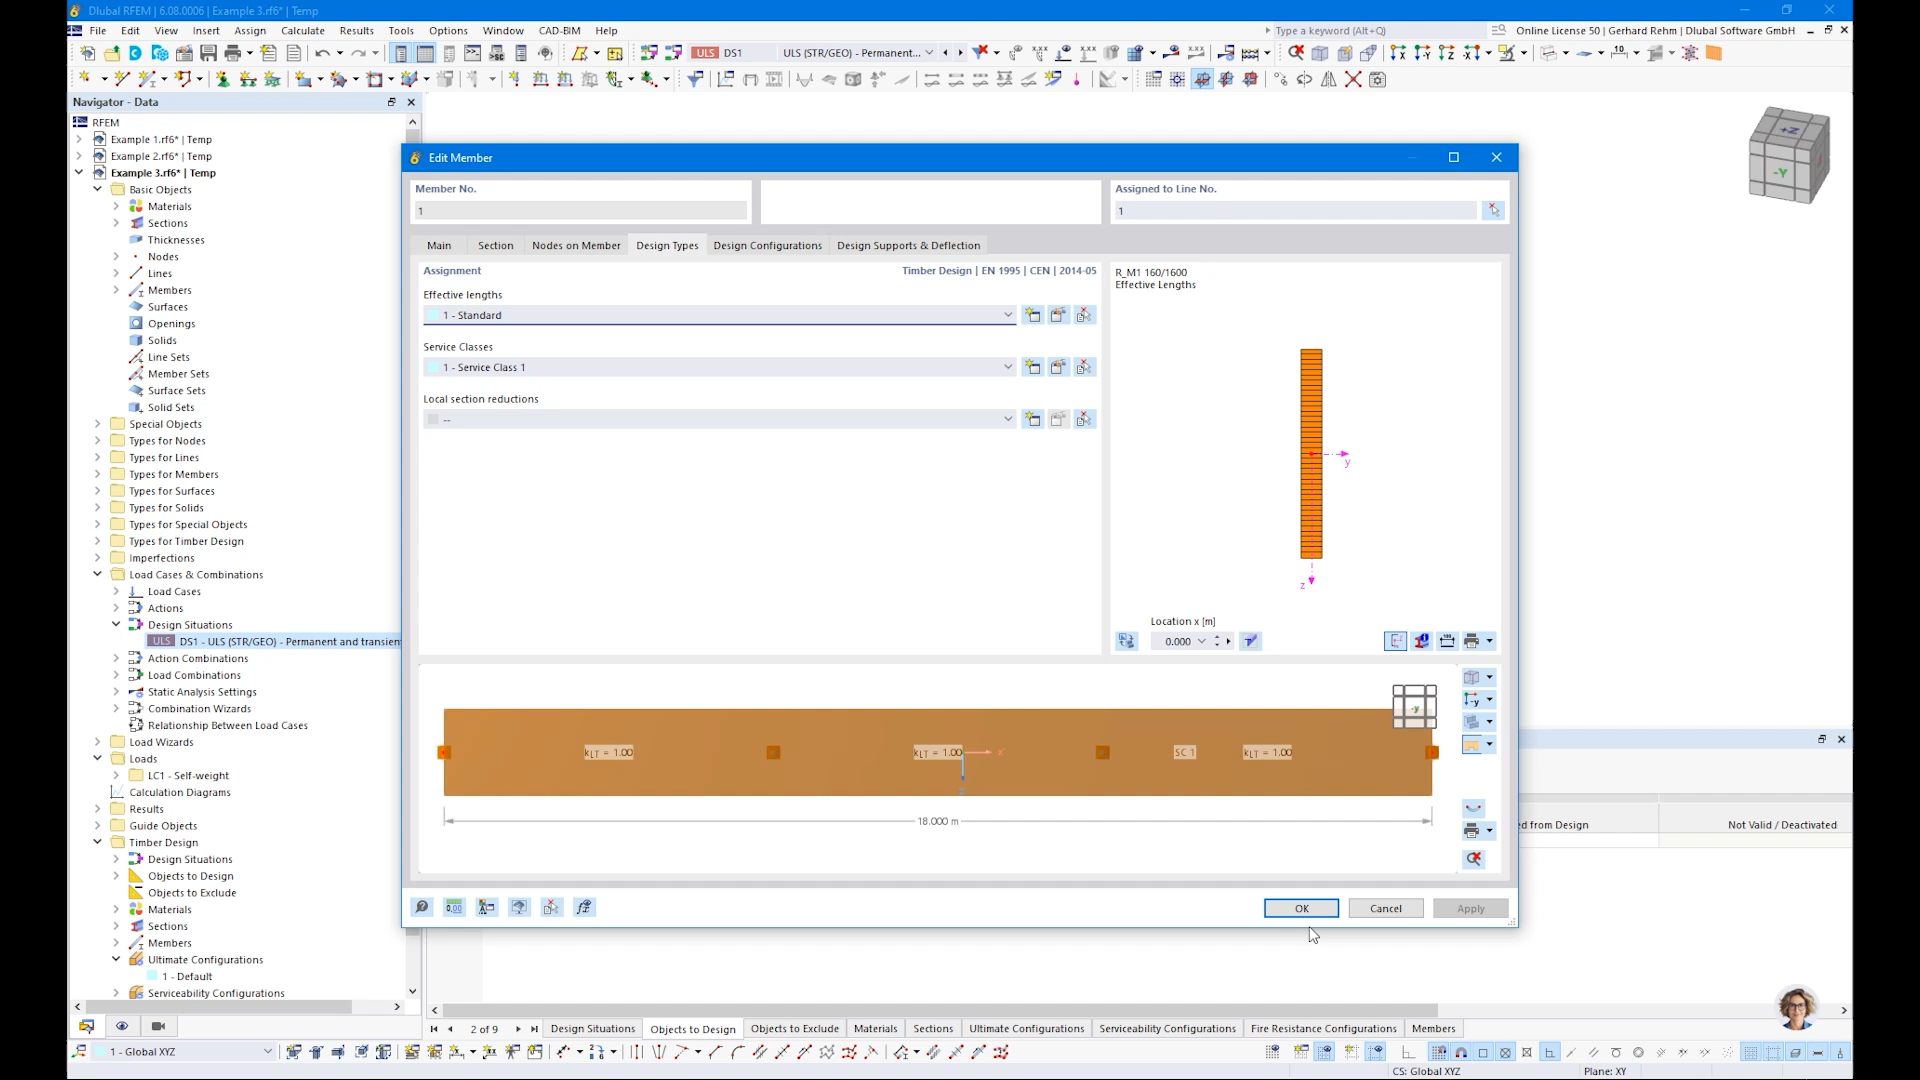 Dlubal RFEM | 6.08.0006 | Example 3.rf6* | Temp
File Edit View Insert Assign Calculate Results Tools Options Window CAD-BIM Help
Type a keyword (Alt+Q)
Online License 50 | Gerhard Rehm | Dlubal Software GmbH
ULS DS1 ULS (STR/GEO) - Permanent...
Navigator - Data
RFEM
Example 1.rf6* | Temp
Example 2.rf6* | Temp
Example 3.rf6* | Temp
Basic Objects
Materials
Sections
Thicknesses
Nodes
Lines
Members
Surfaces
Openings
Solids
Line Sets
Member Sets
Surface Sets
Solid Sets
Special Objects
Types for Nodes
Types for Lines
Types for Members
Types for Surfaces
Types for Solids
Types for Special Objects
Types for Timber Design
Imperfections
Load Cases & Combinations
Load Cases
Actions
Design Situations
ULS DS1 - ULS (STR/GEO) - Permanent and transien
Action Combinations
Load Combinations
Static Analysis Settings
Combination Wizards
Relationship Between Load Cases
Load Wizards
Loads
LC1 - Self-weight
Calculation Diagrams
Results
Guide Objects
Timber Design
Design Situations
Objects to Design
Objects to Exclude
Materials
Sections
Members
Ultimate Configurations
1 - Default
Serviceability Configurations
Edit Member
Member No.
1
Assigned to Line No.
1
Main Section Nodes on Member Design Types Design Configurations Design Supports & Deflection
Assignment
Timber Design | EN 1995 | CEN | 2014-05
Effective lengths
1 - Standard
Service Classes
1 - Service Class 1
Local section reductions
--
R_M1 160/1600
Effective Lengths
y
z
Location x [m]
0.000
kLT = 1.00
kLT = 1.00
x
z
SC 1
kLT = 1.00
-y
18.000 m
OK Cancel Apply
+Z
-Y
ed from Design
Not Valid / Deactivated
2 of 9
Design Situations Objects to Design Objects to Exclude Materials Sections Ultimate Configurations Serviceability Configurations Fire Resistance Configurations Members
1 - Global XYZ
CS: Global XYZ
Plane: XY